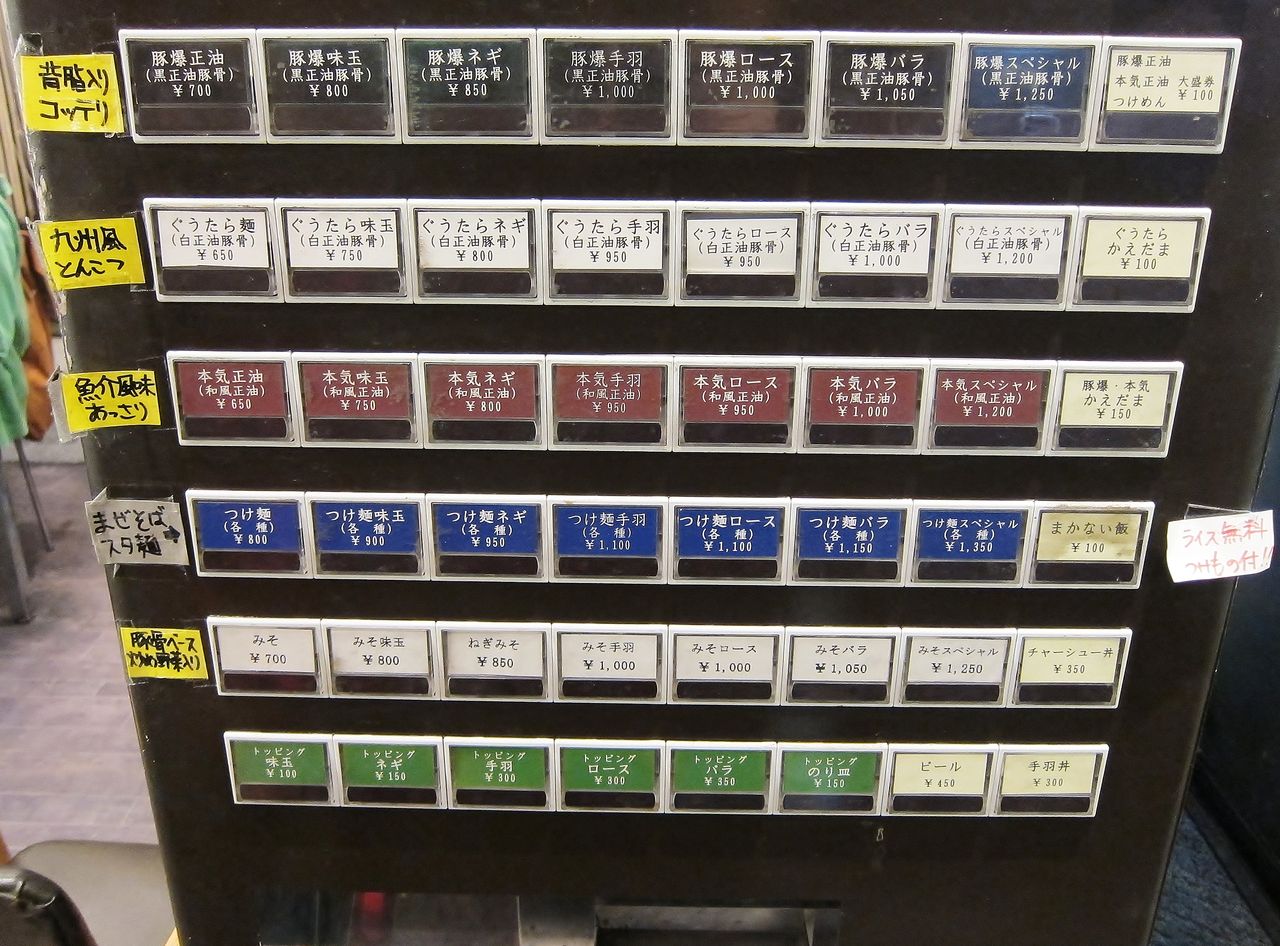 背脂入り
コッテリ
豚爆正油
(黒正油豚骨)
¥700
豚爆味玉
(黒正油豚骨)
¥800
豚爆ネギ
(黒正油豚骨)
¥850
豚爆手羽
(黒正油豚骨)
¥1,000
豚爆ロース
(黒正油豚骨)
¥1,000
豚爆バラ
(黒正油豚骨)
¥1,050
豚爆スペシャル
(黒正油豚骨)
¥1,250
豚爆正油
本気正油 大盛券
つけめん ¥100
九州風
とんこつ
ぐうたら麺
(白正油豚骨)
¥650
ぐうたら味玉
(白正油豚骨)
¥750
ぐうたらネギ
(白正油豚骨)
¥800
ぐうたら手羽
(白正油豚骨)
¥950
ぐうたらロース
(白正油豚骨)
¥950
ぐうたらバラ
(白正油豚骨)
¥1,000
ぐうたらスペシャル
(白正油豚骨)
¥1,200
ぐうたら
かえだま
¥100
魚介風味
あっさり
本気正油
(和風正油)
¥650
本気味玉
(和風正油)
¥750
本気ネギ
(和風正油)
¥800
本気手羽
(和風正油)
¥950
本気ロース
(和風正油)
¥950
本気バラ
(和風正油)
¥1,000
本気スペシャル
(和風正油)
¥1,200
豚爆・本気
かえだま
¥150
まぜそば
スタ麺
つけ麺
(各 種)
¥800
つけ麺味玉
(各 種)
¥900
つけ麺ネギ
(各 種)
¥950
つけ麺手羽
(各 種)
¥1,100
つけ麺ロース
(各 種)
¥1,100
つけ麺バラ
(各 種)
¥1,150
つけ麺スペシャル
(各 種)
¥1,350
まかない飯
¥100
ライス無料
つけもの付!!
豚骨ベース
炒め野菜入り
みそ
¥700
みそ味玉
¥800
ねぎみそ
¥850
みそ手羽
¥1,000
みそロース
¥1,000
みそバラ
¥1,050
みそスペシャル
¥1,250
チャーシュー丼
¥350
トッピング
味玉
¥100
トッピング
ネギ
¥150
トッピング
手羽
¥300
トッピング
ロース
¥300
トッピング
バラ
¥350
トッピング
のり皿
¥150
ビール
¥450
手羽丼
¥300